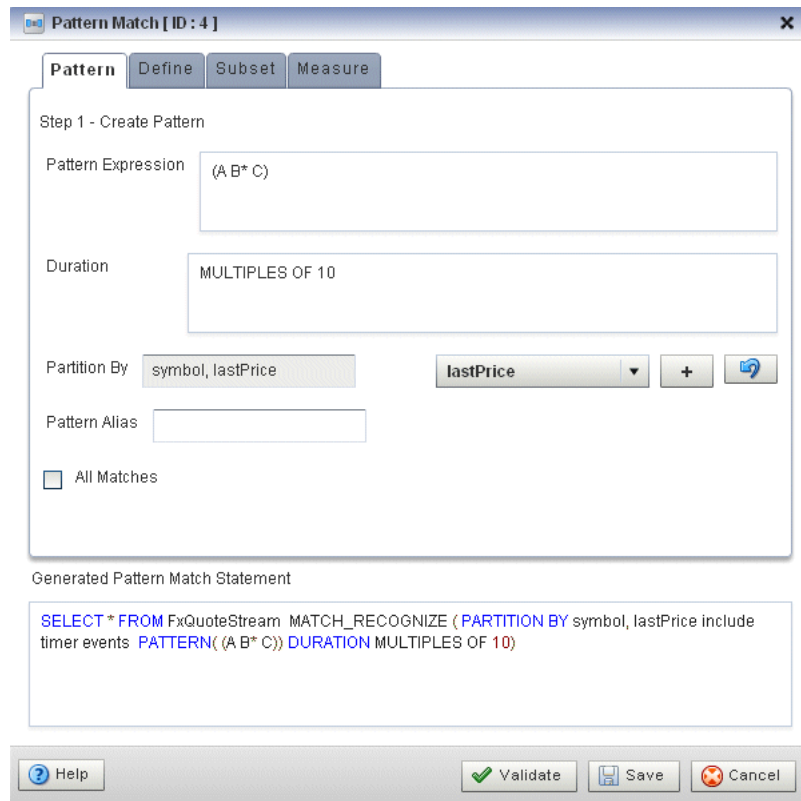 Pattern Match [ ID : 4 ]
Pattern Define Subset Measure
Step 1 - Create Pattern
Pattern Expression (A B* C)
Duration MULTIPLES OF 10
Partition By symbol, lastPrice lastPrice +
Pattern Alias
All Matches
Generated Pattern Match Statement
SELECT * FROM FxQuoteStream MATCH_RECOGNIZE ( PARTITION BY symbol, lastPrice include
timer events PATTERN( (A B* C)) DURATION MULTIPLES OF 10)
Help Validate Save Cancel